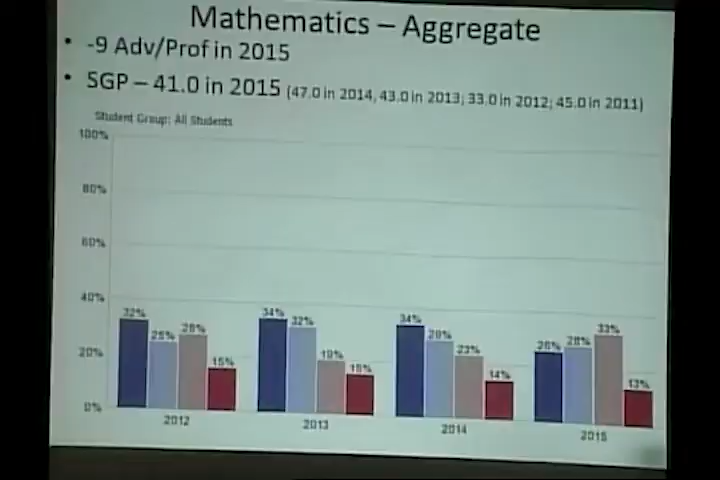 Mathematics – Aggregate
• -9 Adv/Prof in 2015
• SGP – 41.0 in 2015 (47.0 in 2014, 43.0 in 2013; 33.0 in 2012; 45.0 in 2011)
Student Group: All Students
100%
80%
60%
40%
20%
0%
32% 25% 28% 15%
34% 32% 19%
34% 29% 23% 14%
28% 33% 13%
2012 2013 2014 2015